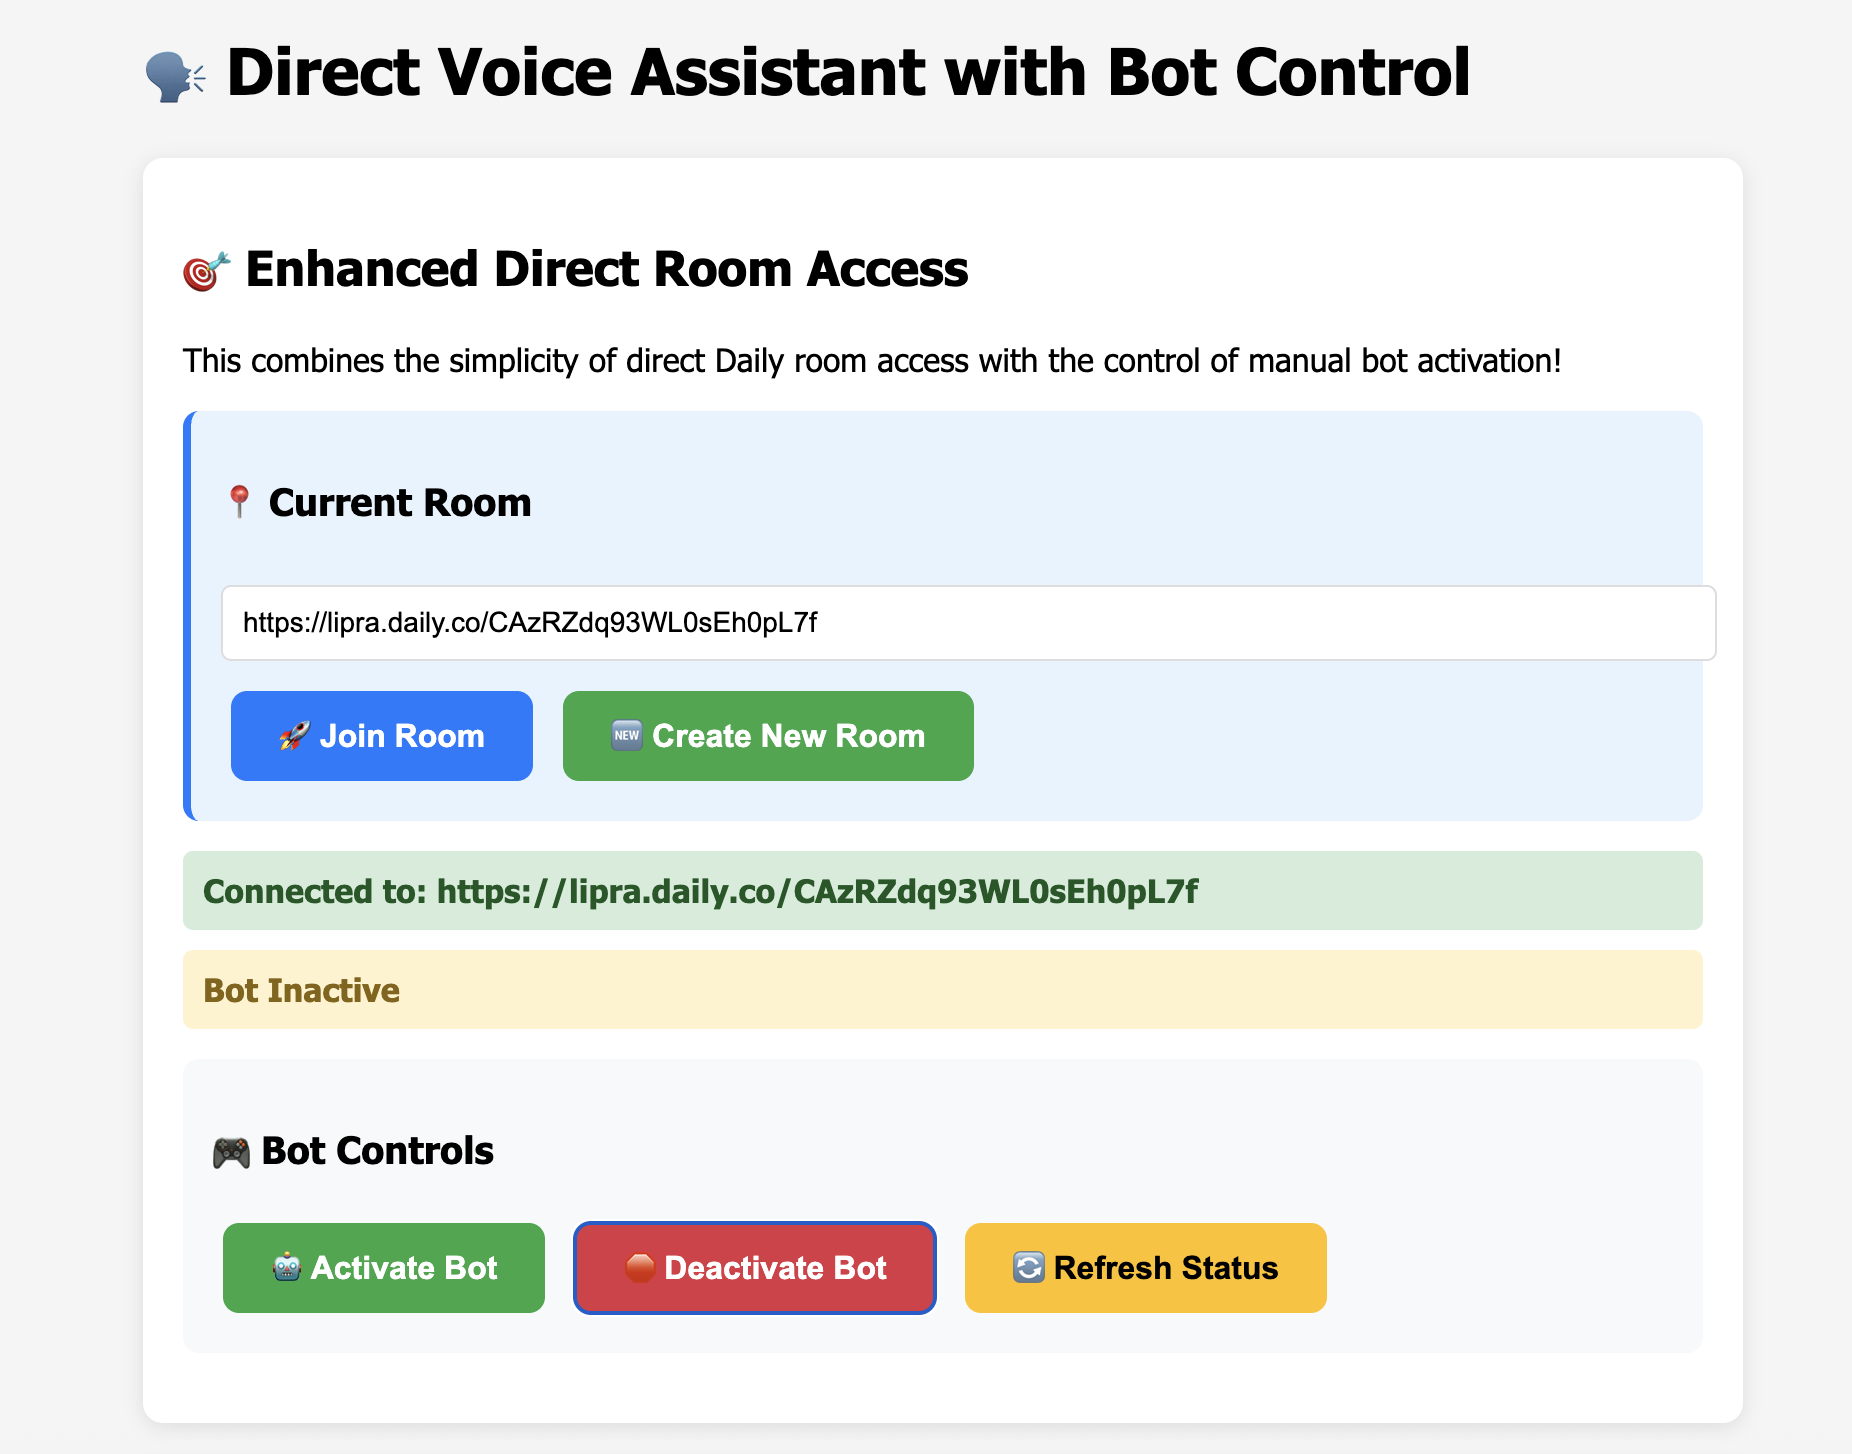 🗣️ Direct Voice Assistant with Bot Control
🎯 Enhanced Direct Room Access
This combines the simplicity of direct Daily room access with the control of manual bot activation!
📍 Current Room
https://lipra.daily.co/CAzRZdq93WL0sEh0pL7f
🚀 Join Room
🆕 Create New Room
Connected to: https://lipra.daily.co/CAzRZdq93WL0sEh0pL7f
Bot Inactive
🎮 Bot Controls
🤖 Activate Bot
🛑 Deactivate Bot
🔄 Refresh Status